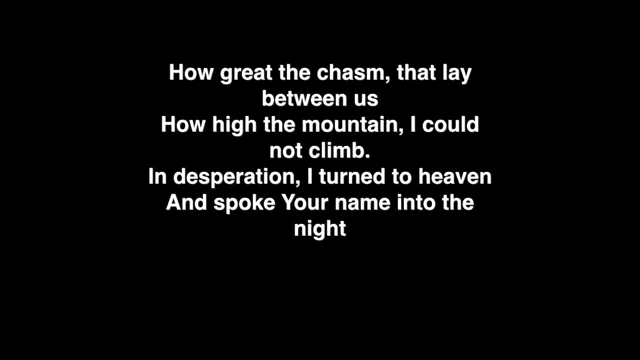 How great the chasm, that lay
between us
How high the mountain, I could
not climb.
In desperation, I turned to heaven
And spoke Your name into the
night